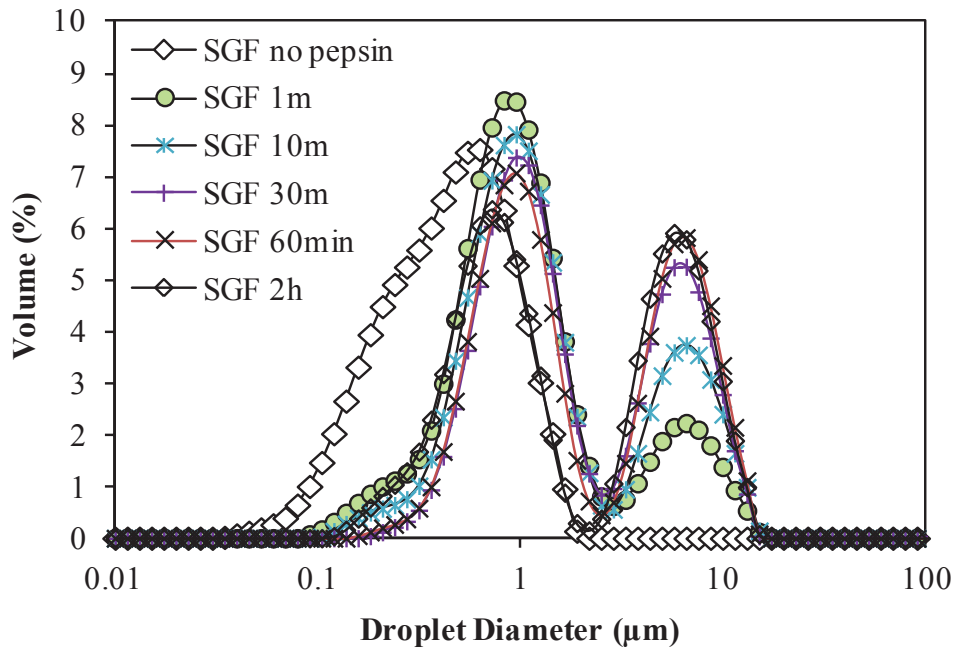 10
9
8
7
6
5
4
3
2
1
0
Volume (%)
SGF no pepsin
SGF 1m
SGF 10m
SGF 30m
SGF 60min
SGF 2h
0.01 0.1 1 10 100
Droplet Diameter (µm)